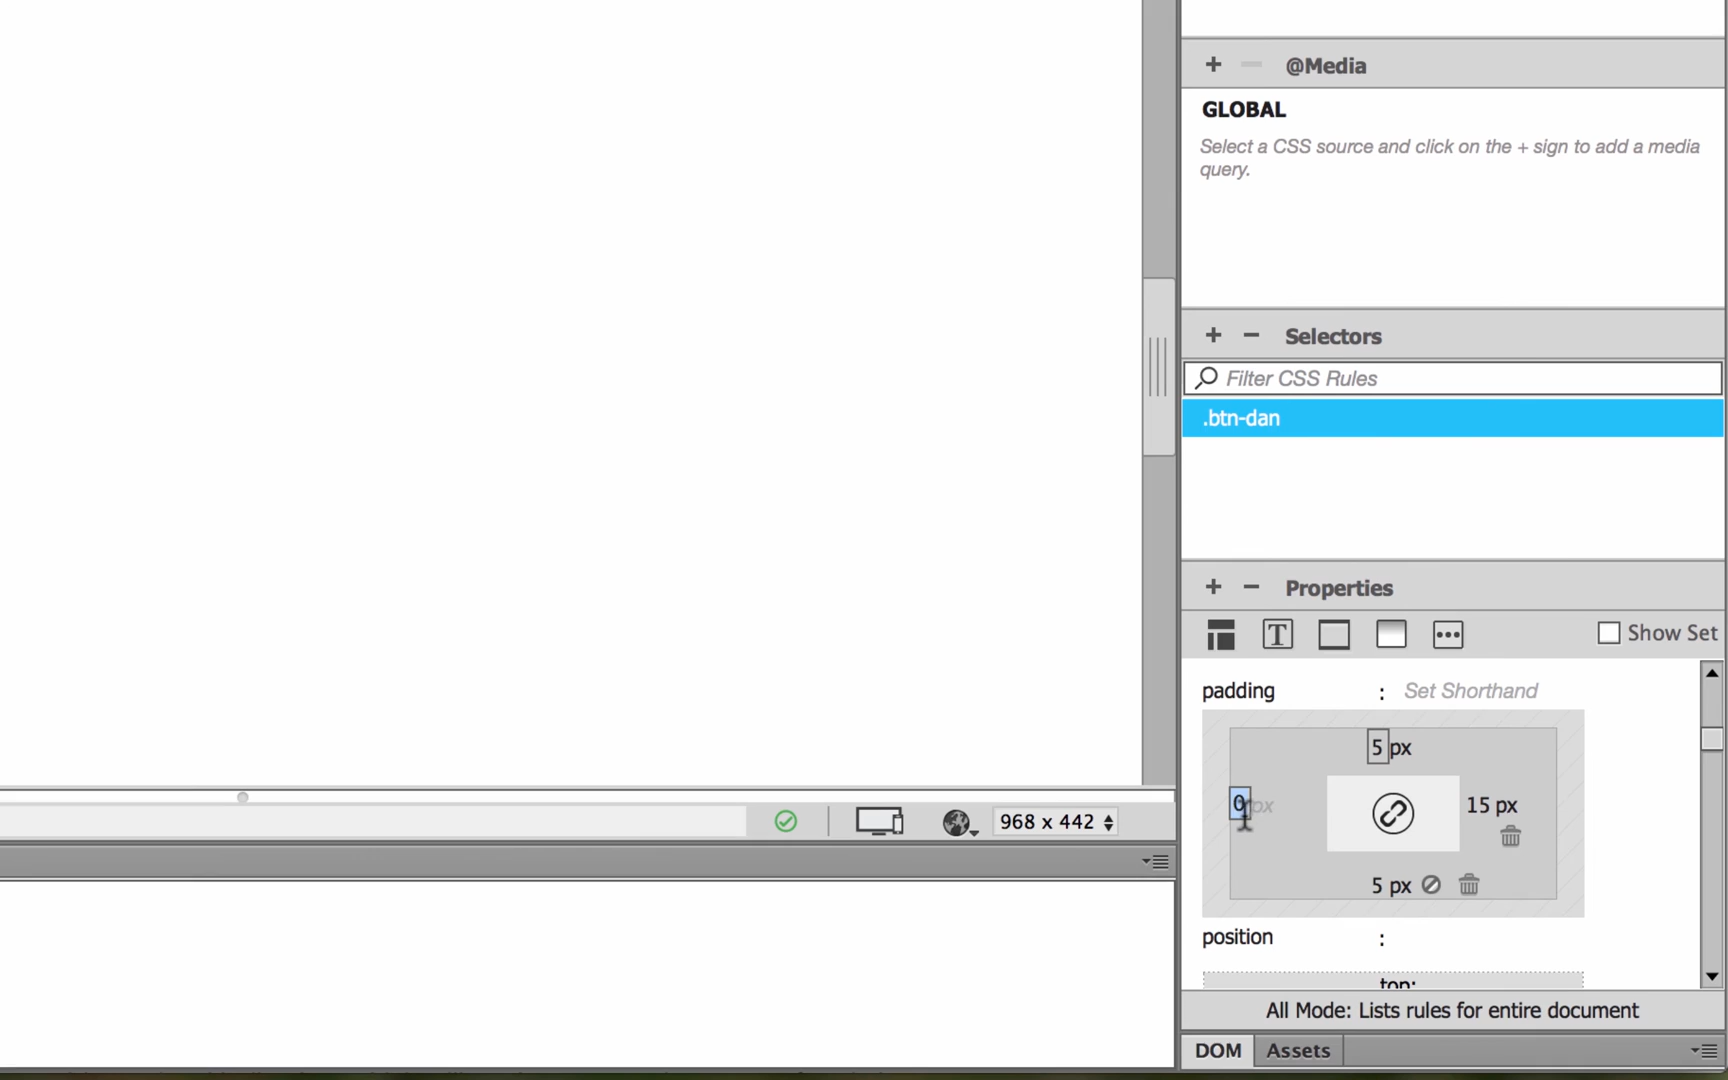 @Media
GLOBAL
Select a CSS source and click on the + sign to add a media
query.
Selectors
Filter CSS Rules
.btn-dan
Properties
T
Show Set
padding : Set Shorthand
5 px
0 px
15 px
5 px
position :
top:
968 x 442
All Mode: Lists rules for entire document
DOM Assets